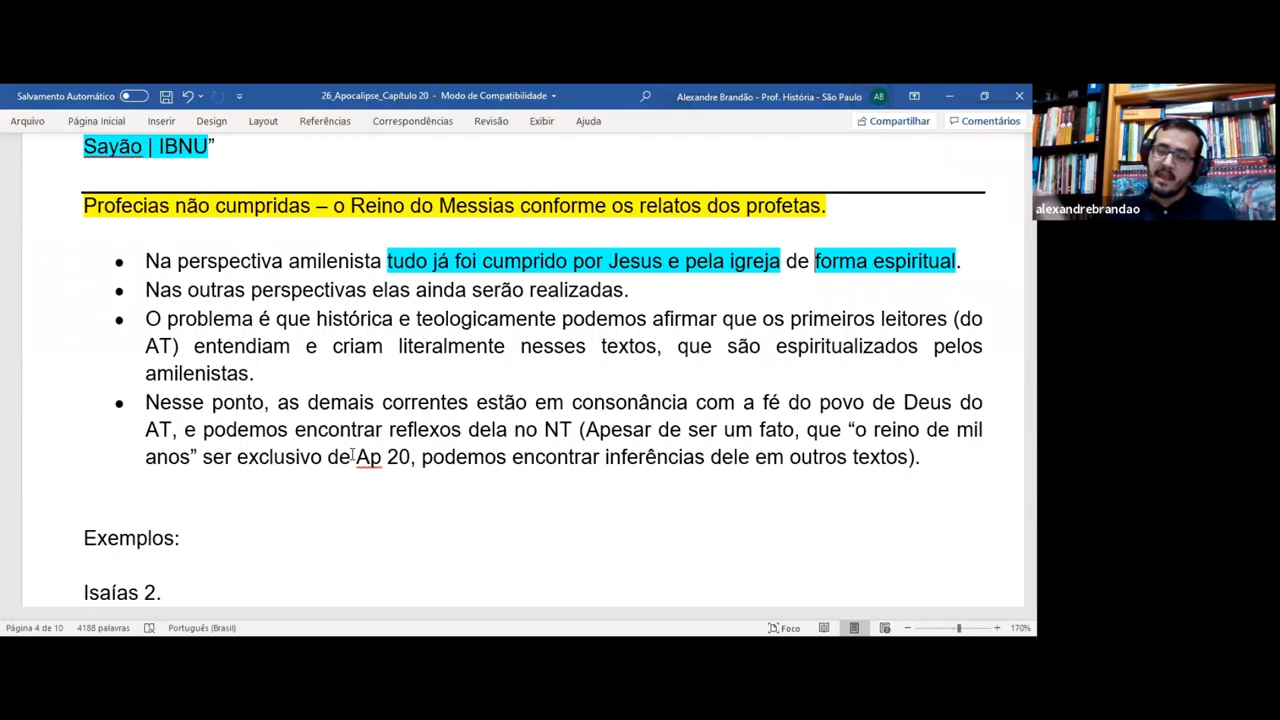 Salvamento Automático
26_Apocalipse_Capítulo 20 - Modo de Compatibilidade
Alexandre Brandão - Prof. História - São Paulo AB
Arquivo Página Inicial Inserir Design Layout Referências Correspondências Revisão Exibir Ajuda Compartilhar Comentários
Sayão | IBNU”
Profecias não cumpridas – o Reino do Messias conforme os relatos dos profetas.
• Na perspectiva amilenista tudo já foi cumprido por Jesus e pela igreja de forma espiritual.
• Nas outras perspectivas elas ainda serão realizadas.
• O problema é que histórica e teologicamente podemos afirmar que os primeiros leitores (do
AT) entendiam e criam literalmente nesses textos, que são espiritualizados pelos
amilenistas.
• Nesse ponto, as demais correntes estão em consonância com a fé do povo de Deus do
AT, e podemos encontrar reflexos dela no NT (Apesar de ser um fato, que “o reino de mil
anos” ser exclusivo de Ap 20, podemos encontrar inferências dele em outros textos).
Exemplos:
Isaías 2.
Página 4 de 10 4188 palavras Português (Brasil) Foco 170%
alexandrebrandao